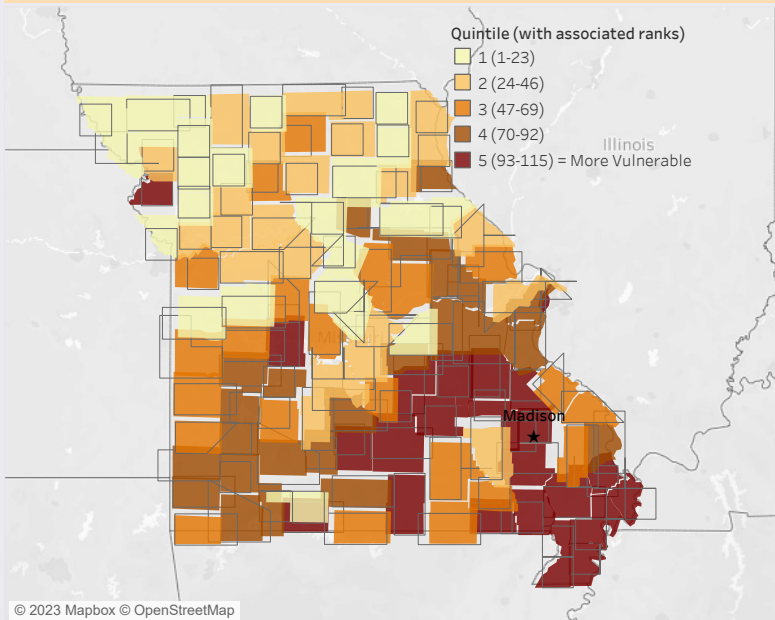 Quintile (with associated ranks)
1 (1-23)
2 (24-46)
3 (47-69)
4 (70-92)
5 (93-115) = More Vulnerable
Illinois
Madison
© 2023 Mapbox © OpenStreetMap